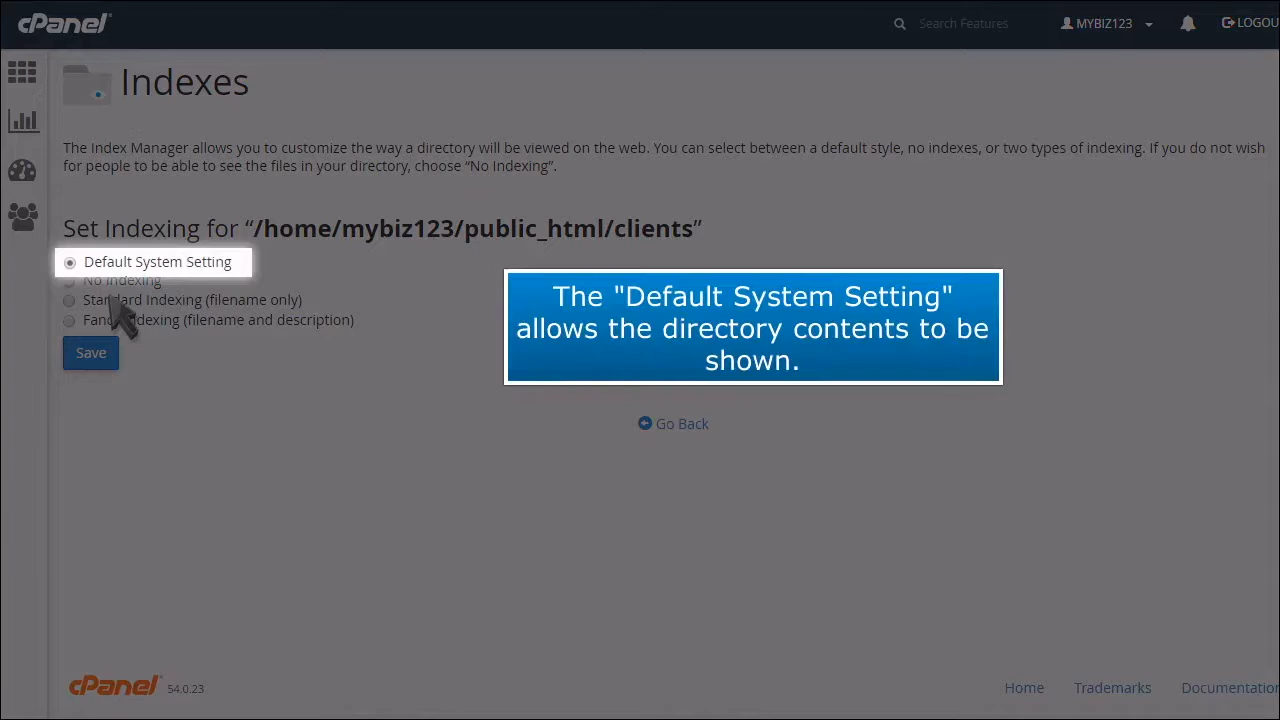 cPanel
Search Features
MYBIZ123
LOGOU
Indexes
The Index Manager allows you to customize the way a directory will be viewed on the web. You can select between a default style, no indexes, or two types of indexing. If you do not wish
for people to be able to see the files in your directory, choose “No Indexing”.
Set Indexing for “/home/mybiz123/public_html/clients”
Default System Setting
No Indexing
Standard Indexing (filename only)
Fancy Indexing (filename and description)
Save
The "Default System Setting"
allows the directory contents to be
shown.
Go Back
cPanel 54.0.23
Home
Trademarks
Documentation